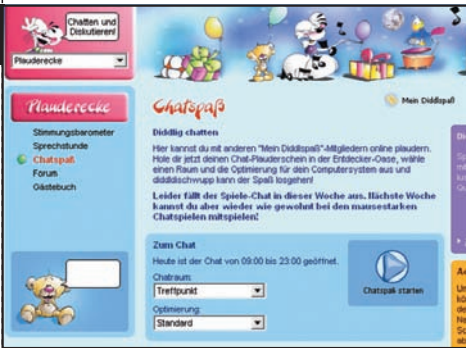 Chatten und
Diskutieren!
Plauderecke
Plauderecke
Stimmungsbarometer
Sprechstunde
Chatspaß
Forum
Gästebuch
Chatspaß
Mein Diddlspaß
Diddlig chatten
Hier kannst du mit anderen "Mein Diddlspaß"-Mitgliedern online plaudern.
Hole dir jetzt deinen Chat-Plauderschein in der Entdecker-Oase, wähle
einen Raum und die Optimierung für dein Computersystem aus und
diddldischwupp kann der Spaß losgehen!
Leider fällt der Spiele-Chat in dieser Woche aus. Nächste Woche
kannst du aber wieder wie gewohnt bei den mausestarken
Chatspielen mitspielen!
Zum Chat
Heute ist der Chat von 09:00 bis 23:00 geöffnet.
Chatraum:
Treffpunkt
Optimierung:
Standard
Chatspaß starten